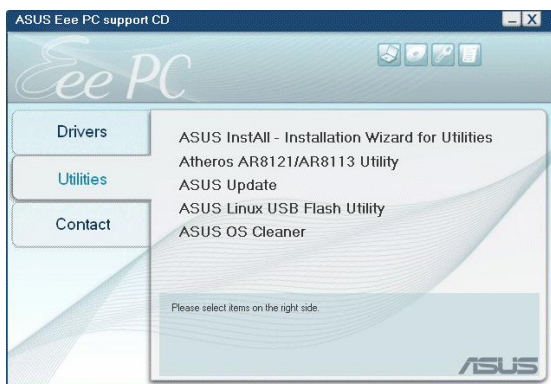 ASUS Eee PC support CD
Eee PC
Drivers
Utilities
Contact
ASUS InstAll - Installation Wizard for Utilities
Atheros AR8121/AR8113 Utility
ASUS Update
ASUS Linux USB Flash Utility
ASUS OS Cleaner
Please select items on the right side.
ASUS